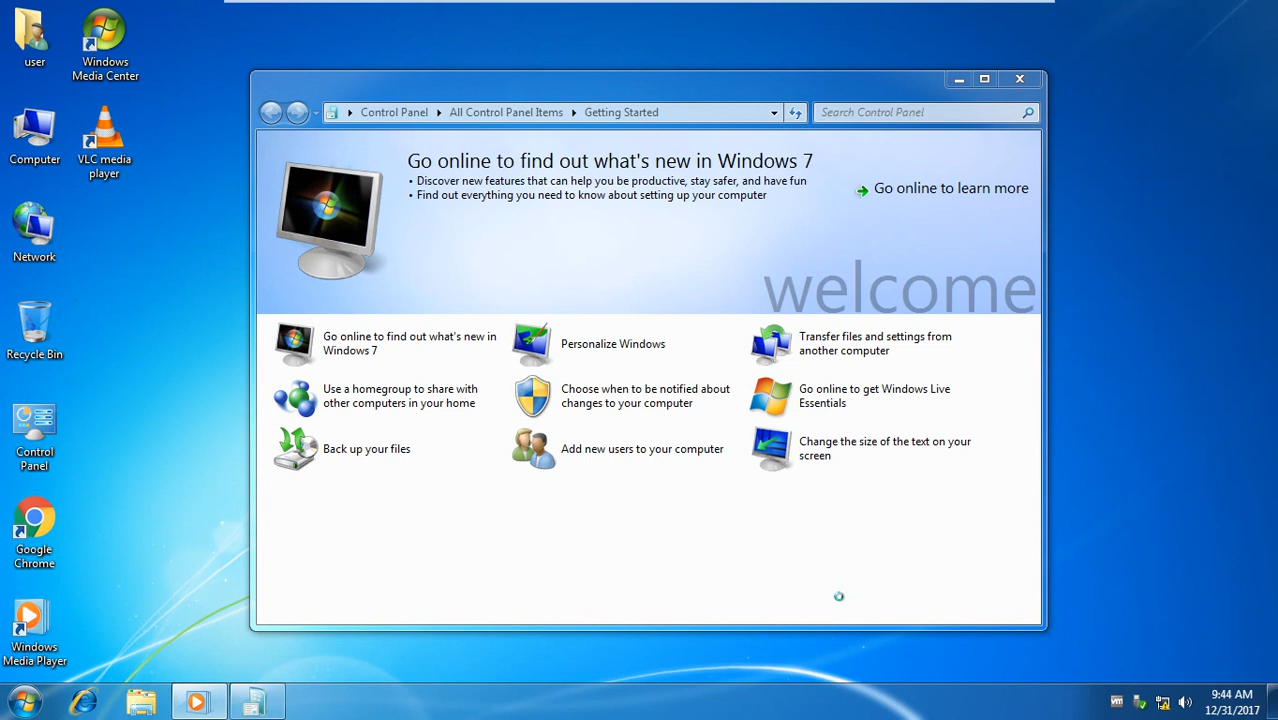 user
Windows
Media Center
Computer
VLC media
player
Network
Recycle Bin
Control
Panel
Google
Chrome
Windows
Media Player
Control Panel
All Control Panel Items
Getting Started
Search Control Panel
Go online to find out what's new in Windows 7
• Discover new features that can help you be productive, stay safer, and have fun
• Find out everything you need to know about setting up your computer
Go online to learn more
welcome
Go online to find out what's new in
Windows 7
Personalize Windows
Transfer files and settings from
another computer
Use a homegroup to share with
other computers in your home
Choose when to be notified about
changes to your computer
Go online to get Windows Live
Essentials
Back up your files
Add new users to your computer
Change the size of the text on your
screen
vm
9:44 AM
12/31/2017